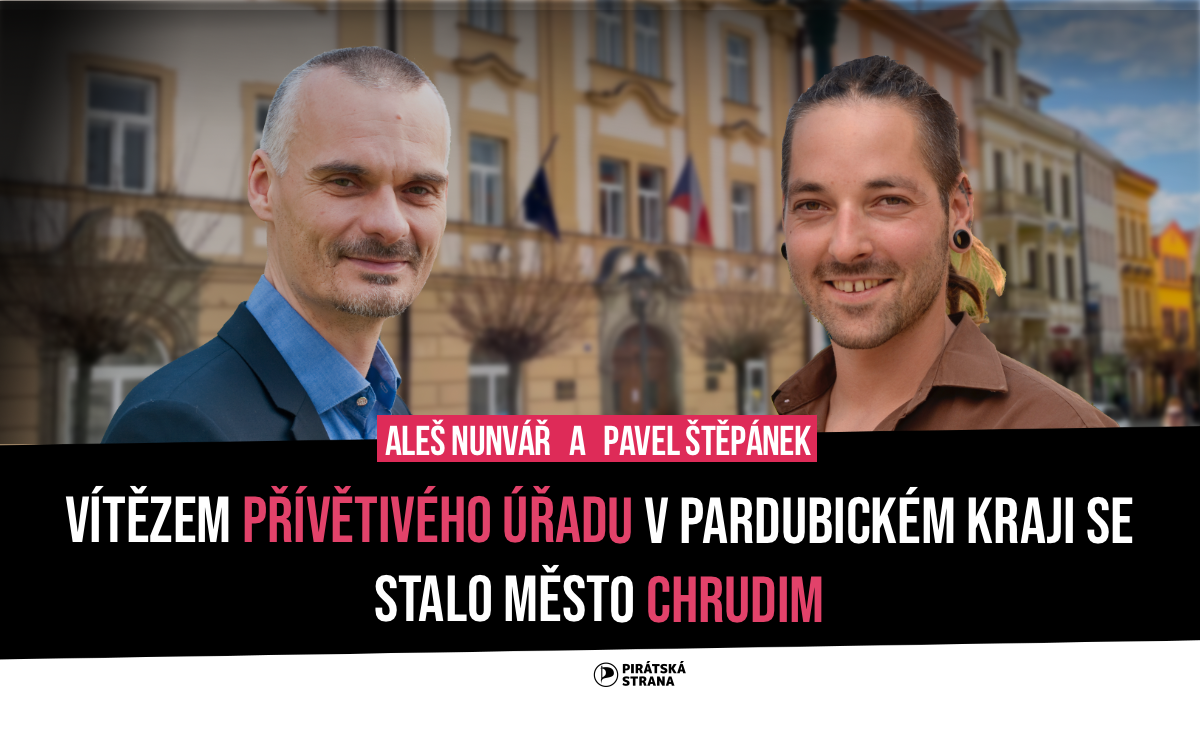 ALEŠ NUNVÁŘ A PAVEL ŠTĚPÁNEK
VÍTĚZEM PŘÍVĚTIVÉHO ÚŘADU V PARDUBICKÉM KRAJI SE
STALO MĚSTO CHRUDIM
PIRÁTSKÁ
STRANA